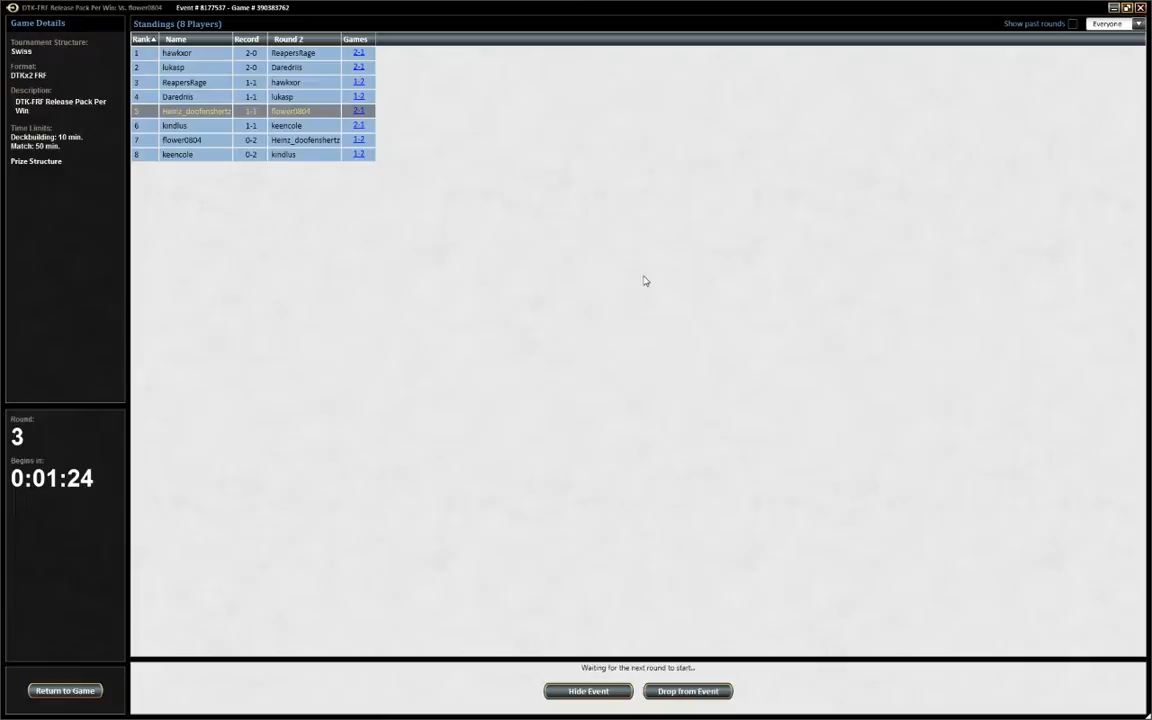 DTK-FRF Release Pack Per Win: Vs. flower0804 Event # 8177537 - Game # 390383762
Game Details
Standings (8 Players)
Show past rounds
Everyone
Tournament Structure:
Swiss
Format:
DTKx2 FRF
Description:
DTK-FRF Release Pack Per
Win
Time Limits:
Deckbuilding: 10 min.
Match: 50 min.
Prize Structure
Rank Name Record Round 2 Games
1 hawkxor 2-0 ReapersRage 2-1
2 lukasp 2-0 Daredriis 2-1
3 ReapersRage 1-1 hawkxor 1-2
4 Daredriis 1-1 lukasp 1-2
5 Heinz_doofenshertz 1-1 flower0804 2-1
6 kindlus 1-1 keencole 2-1
7 flower0804 0-2 Heinz_doofenshertz 1-2
8 keencole 0-2 kindlus 1-2
Round:
3
Begins in:
0:01:24
Waiting for the next round to start...
Return to Game
Hide Event
Drop from Event